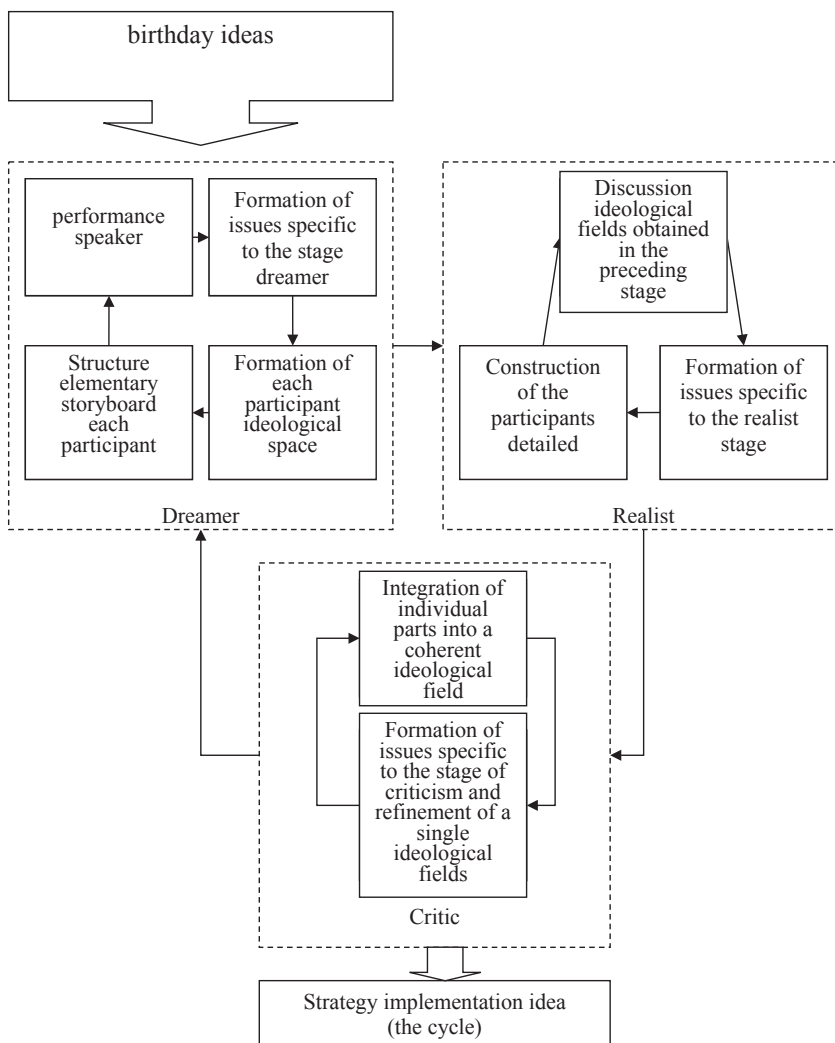 birthday ideas
performance
speaker
Formation of
issues specific
to the stage
dreamer
Structure
elementary
storyboard
each
participant
Formation of
each
participant
ideological
space
Dreamer
Discussion
ideological
fields obtained
in the
preceding
stage
Construction
of the
participants
detailed
Formation of
issues specific
to the realist
stage
Realist
Integration of
individual
parts into a
coherent
ideological
field
Formation of
issues specific
to the stage of
criticism and
refinement of a
single
ideological
fields
Critic
Strategy implementation idea
(the cycle)